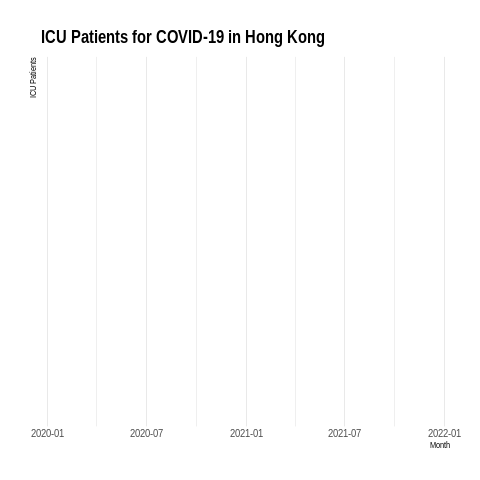 ICU Patients for COVID-19 in Hong Kong
ICU Patients
2020-01 2020-07 2021-01 2021-07 2022-01
Month